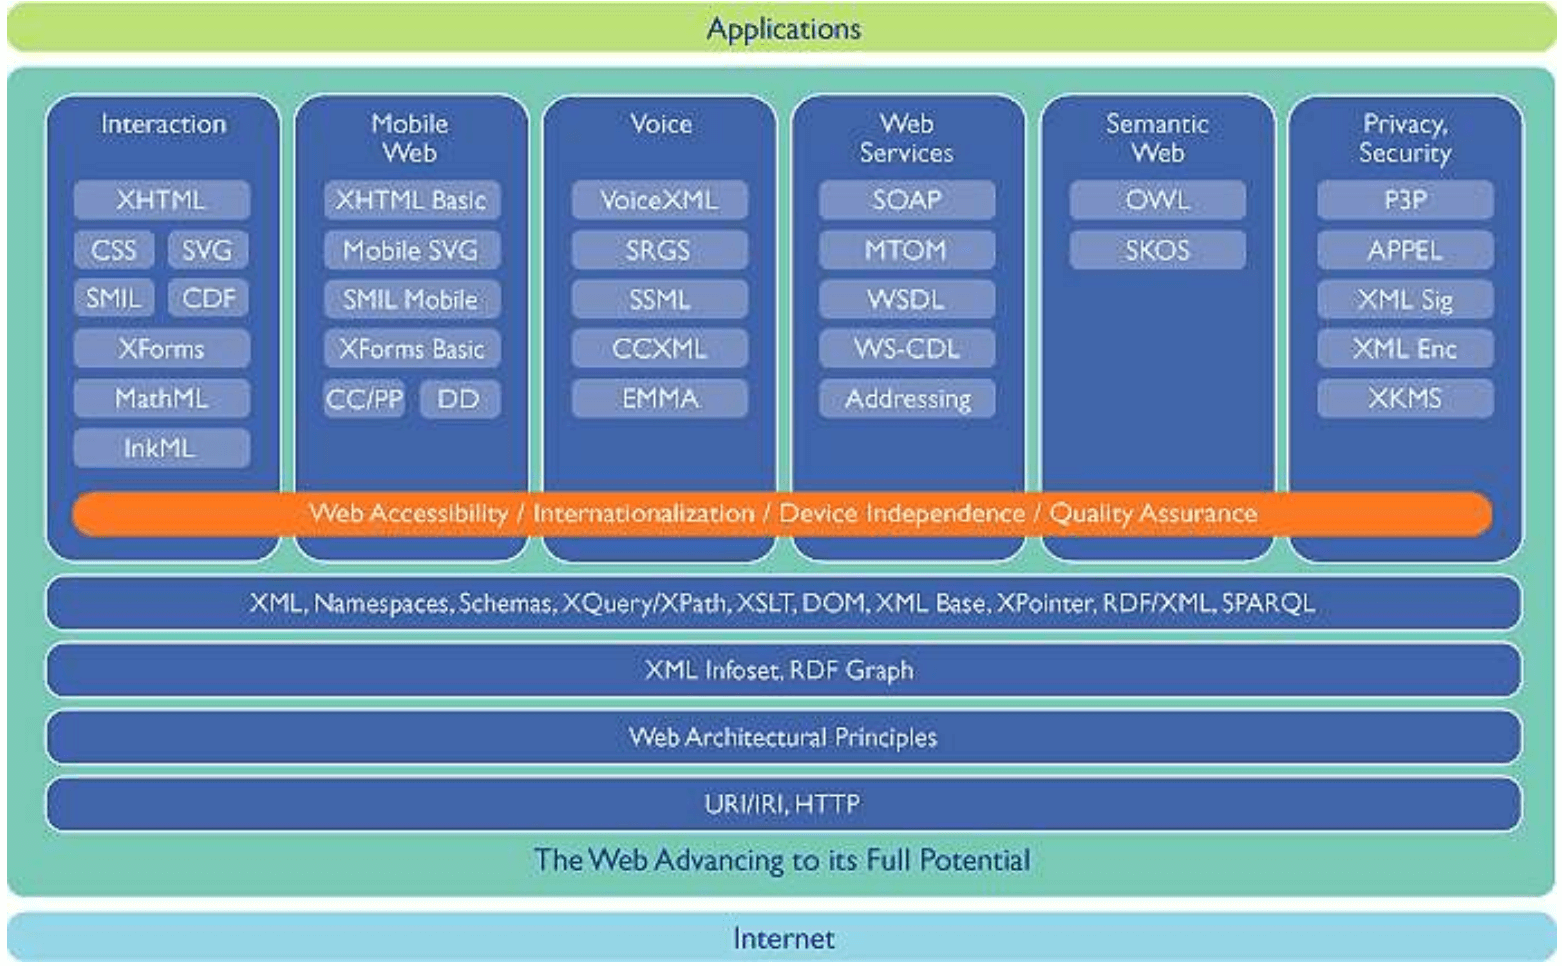 Applications
Interaction
XHTML
CSS
SVG
SMIL
CDF
XForms
MathML
InkML
Mobile
Web
XHTML Basic
Mobile SVG
SMIL Mobile
XForms Basic
CC/PP
DD
Voice
VoiceXML
SRGS
SSML
CCXML
EMMA
Web
Services
SOAP
MTOM
WSDL
WS-CDL
Addressing
Semantic
Web
OWL
SKOS
Privacy,
Security
P3P
APPEL
XML Sig
XML Enc
XKMS
Web Accessibility / Internationalization / Device Independence / Quality Assurance
XML, Namespaces, Schemas, XQuery/XPath, XSLT, DOM, XML Base, XPointer, RDF/XML, SPARQL
XML Infoset, RDF Graph
Web Architectural Principles
URI/IRI, HTTP
The Web Advancing to its Full Potential
Internet